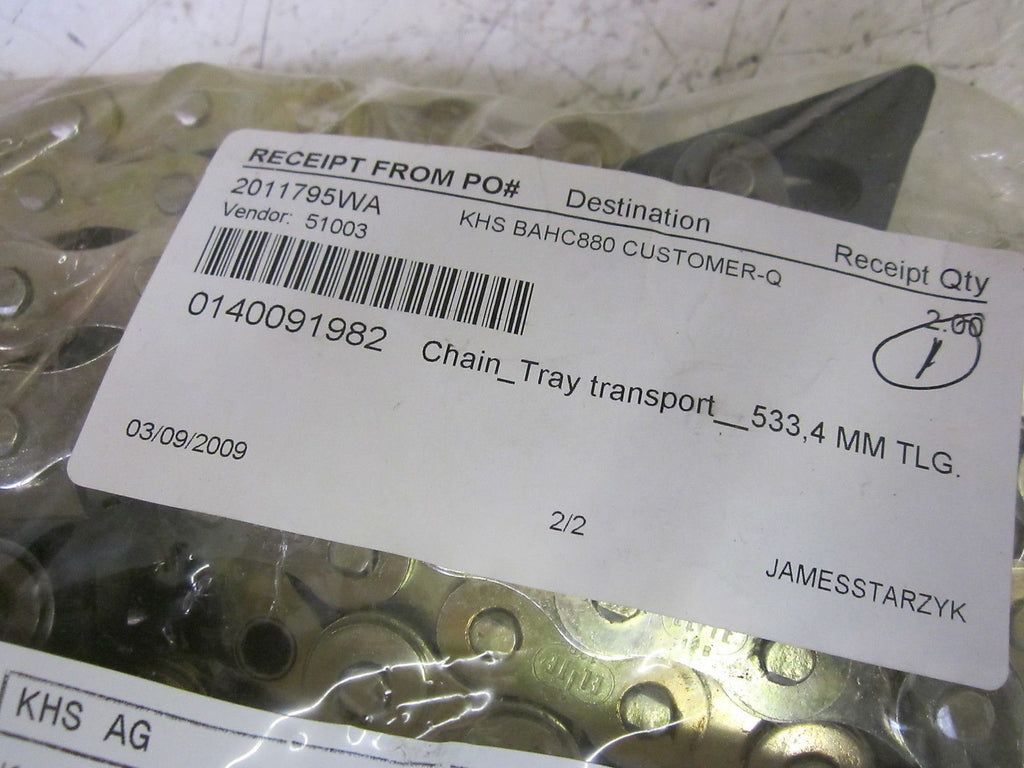 RECEIPT FROM PO# Destination Receipt Qty
2011795WA KHS BAHC880 CUSTOMER-Q 2.00
Vendor: 51003
1
0140091982 Chain_Tray transport__533,4 MM TLG.
03/09/2009
2/2
JAMESSTARZYK
KHS AG